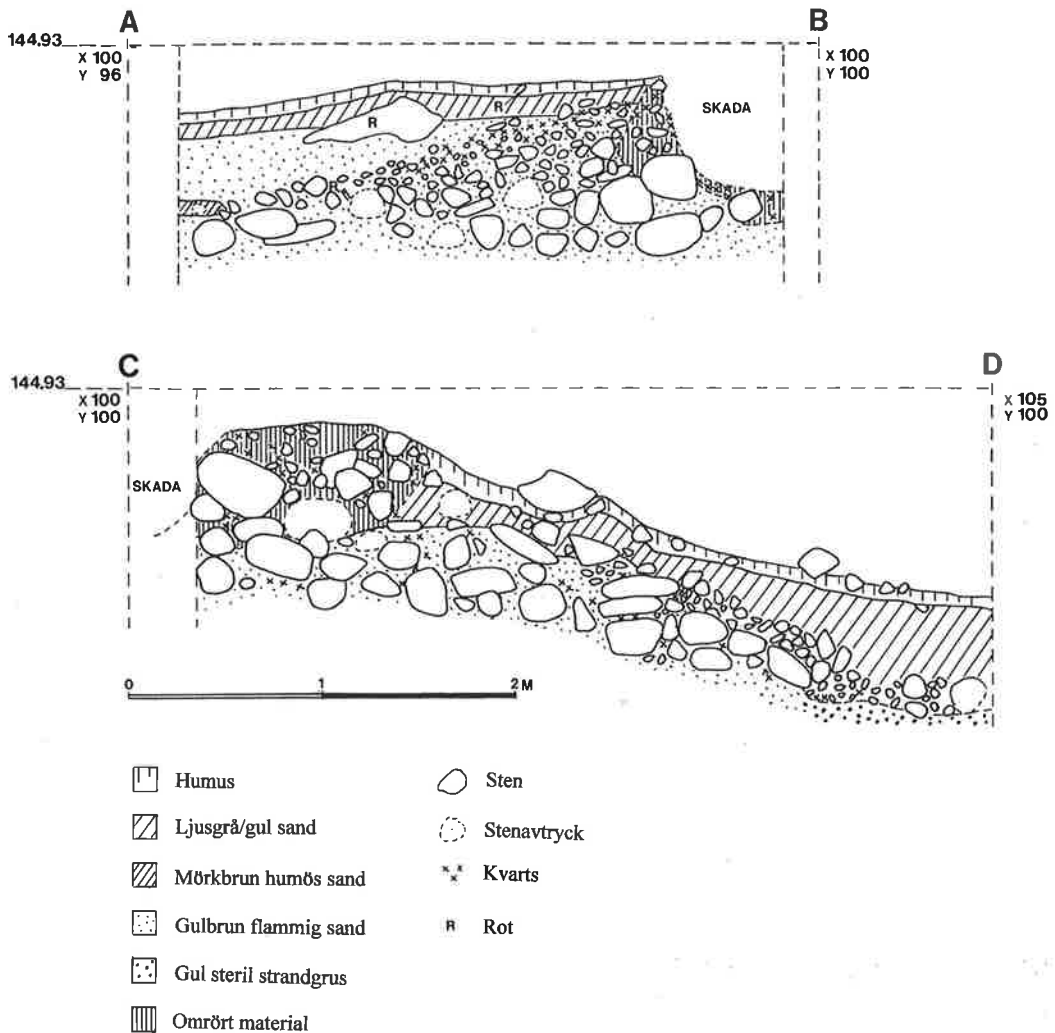 A B
144.93
X 100
Y 96
X 100
Y 100
SKADA
R
R
R
C D
144.93
X 100
Y 100
X 105
Y 100
SKADA
0 1 2 M
Humus
Ljusgrå/gul sand
Mörkbrun humös sand
Gulbrun flammig sand
Gul steril strandgrus
Omrört material
Sten
Stenavtryck
Kvarts
R Rot